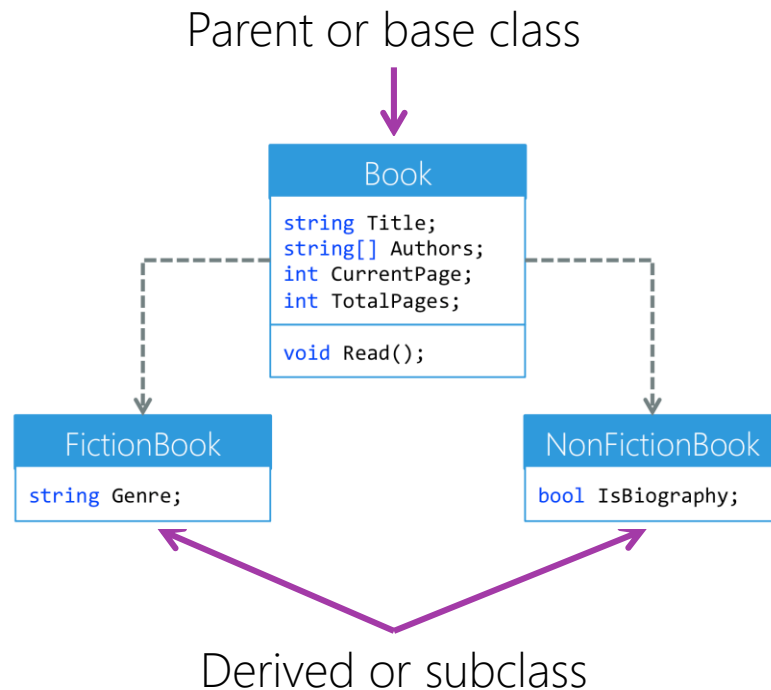 Parent or base class
Book
string Title;
string[] Authors;
int CurrentPage;
int TotalPages;
void Read();
FictionBook
string Genre;
NonFictionBook
bool IsBiography;
Derived or subclass